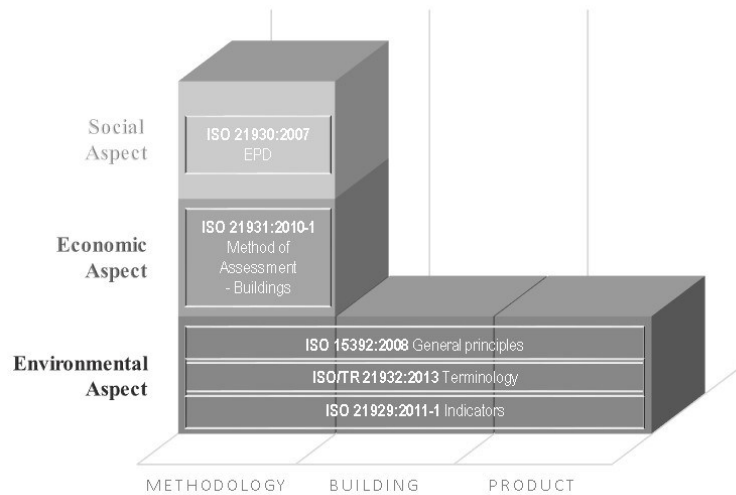 Social
Aspect
ISO 21930:2007
EPD
Economic
Aspect
ISO 21931:2010-1
Method of
Assessment
- Buildings
Environmental
Aspect
ISO 15392:2008 General principles
ISO/TR 21932:2013 Terminology
ISO 21929:2011-1 Indicators
METHODOLOGY BUILDING PRODUCT